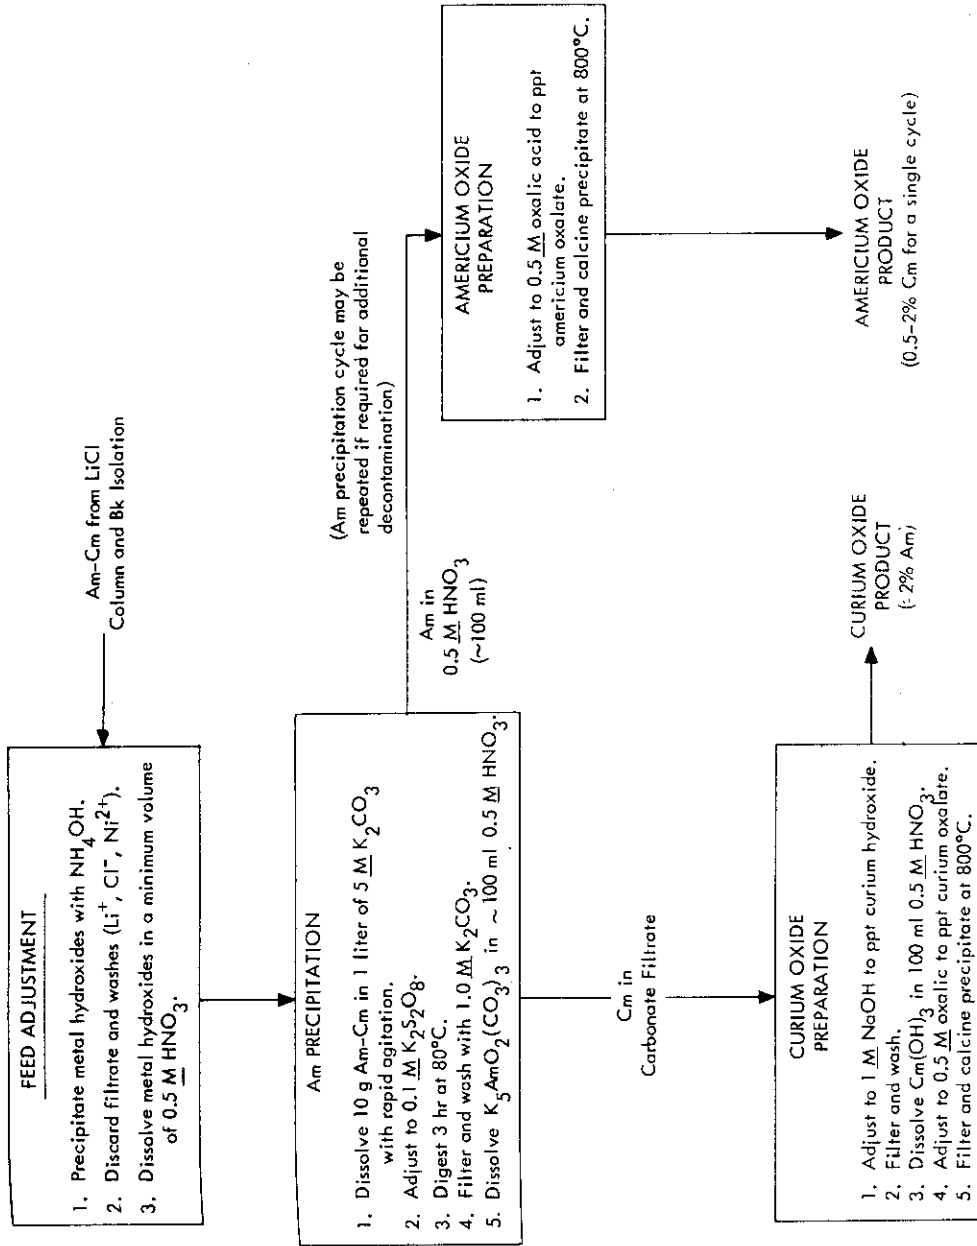 Am-Cm from LiCl
Column and Bk Isolation
FEED ADJUSTMENT
1. Precipitate metal hydroxides with NH4OH.
2. Discard filtrate and washes (Li+, Cl-, Ni2+).
3. Dissolve metal hydroxides in a minimum volume
of 0.5 M HNO3.
Am PRECIPITATION
1. Dissolve 10 g Am-Cm in 1 liter of 5 M K2CO3
with rapid agitation.
2. Adjust to 0.1 M K2S2O8.
3. Digest 3 hr at 80°C.
4. Filter and wash with 1.0 M K2CO3.
5. Dissolve K5AmO2(CO3)3 in ~ 100 ml 0.5 M HNO3.
(Am precipitation cycle may be
repeated if required for additional
decontamination)
Am in
0.5 M HNO3
(~100 ml)
AMERICIUM OXIDE
PREPARATION
1. Adjust to 0.5 M oxalic acid to ppt
americium oxalate.
2. Filter and calcine precipitate at 800°C.
AMERICIUM OXIDE
PRODUCT
(0.5-2% Cm for a single cycle)
Cm in
Carbonate Filtrate
CURIUM OXIDE
PREPARATION
1. Adjust to 1 M NaOH to ppt curium hydroxide.
2. Filter and wash.
3. Dissolve Cm(OH)3 in 100 ml 0.5 M HNO3.
4. Adjust to 0.5 M oxalic to ppt curium oxalate.
5. Filter and calcine precipitate at 800°C.
CURIUM OXIDE
PRODUCT
2% Am)